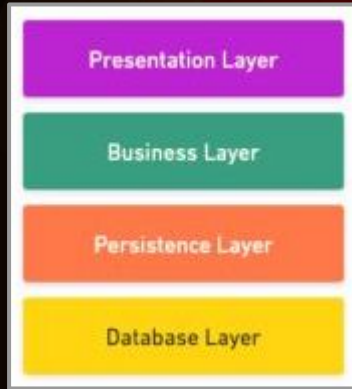 Presentation Layer
Business Layer
Persistence Layer
Database Layer